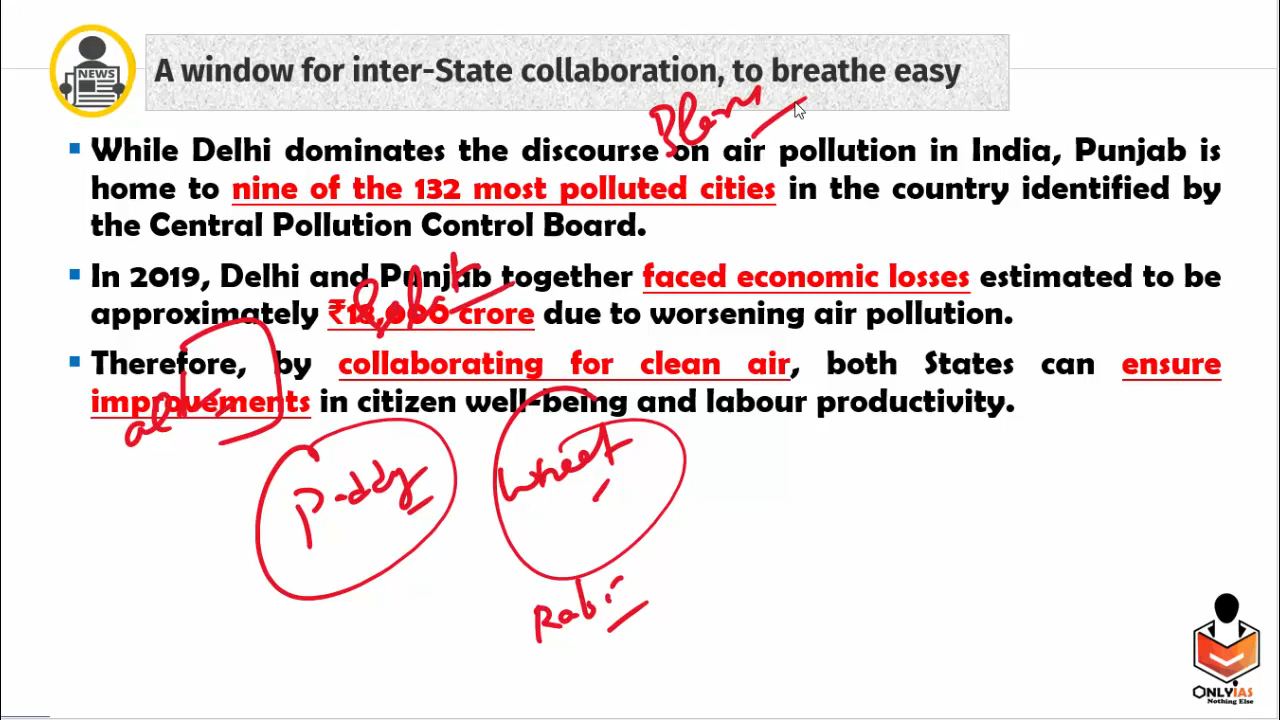 NEWS
A window for inter-State collaboration, to breathe easy
While Delhi dominates the discourse on air pollution in India, Punjab is
home to nine of the 132 most polluted cities in the country identified by
the Central Pollution Control Board.
In 2019, Delhi and Punjab together faced economic losses estimated to be
approximately crore due to worsening air pollution.
Therefore, by collaborating for clean air, both States can ensure
improvements in citizen well-being and labour productivity.
Paddy
Wheat
Rabi
ONLYIAS
Nothing Else